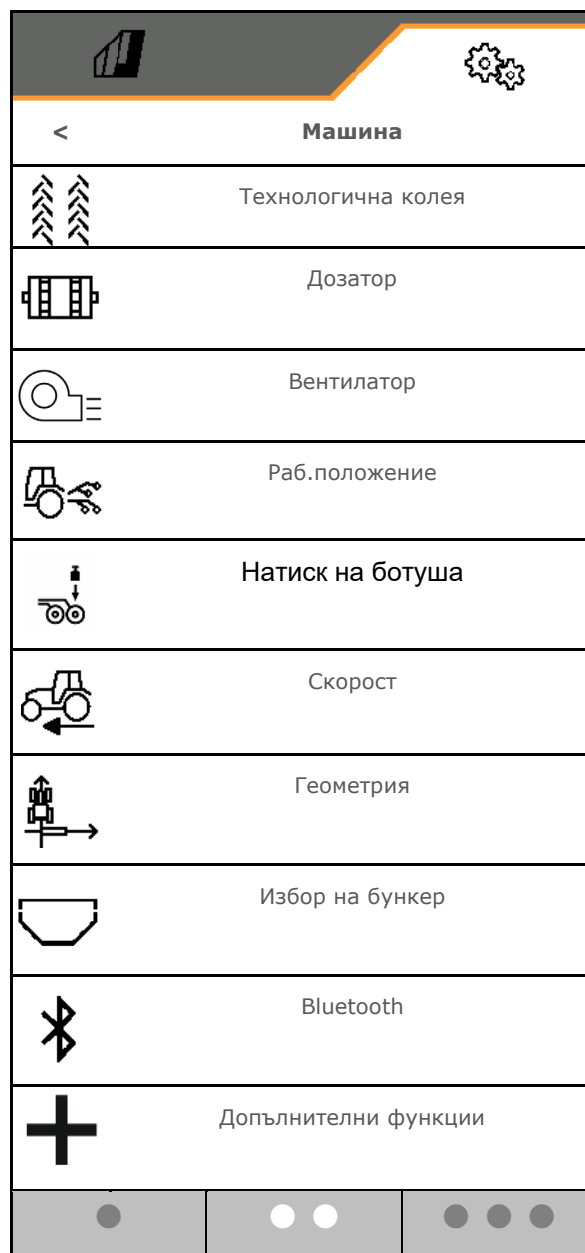 <
Машина
Технологична колея
Дозатор
Вентилатор
Раб.положение
Натиск на ботуша
Скорост
Геометрия
Избор на бункер
Bluetooth
Допълнителни функции